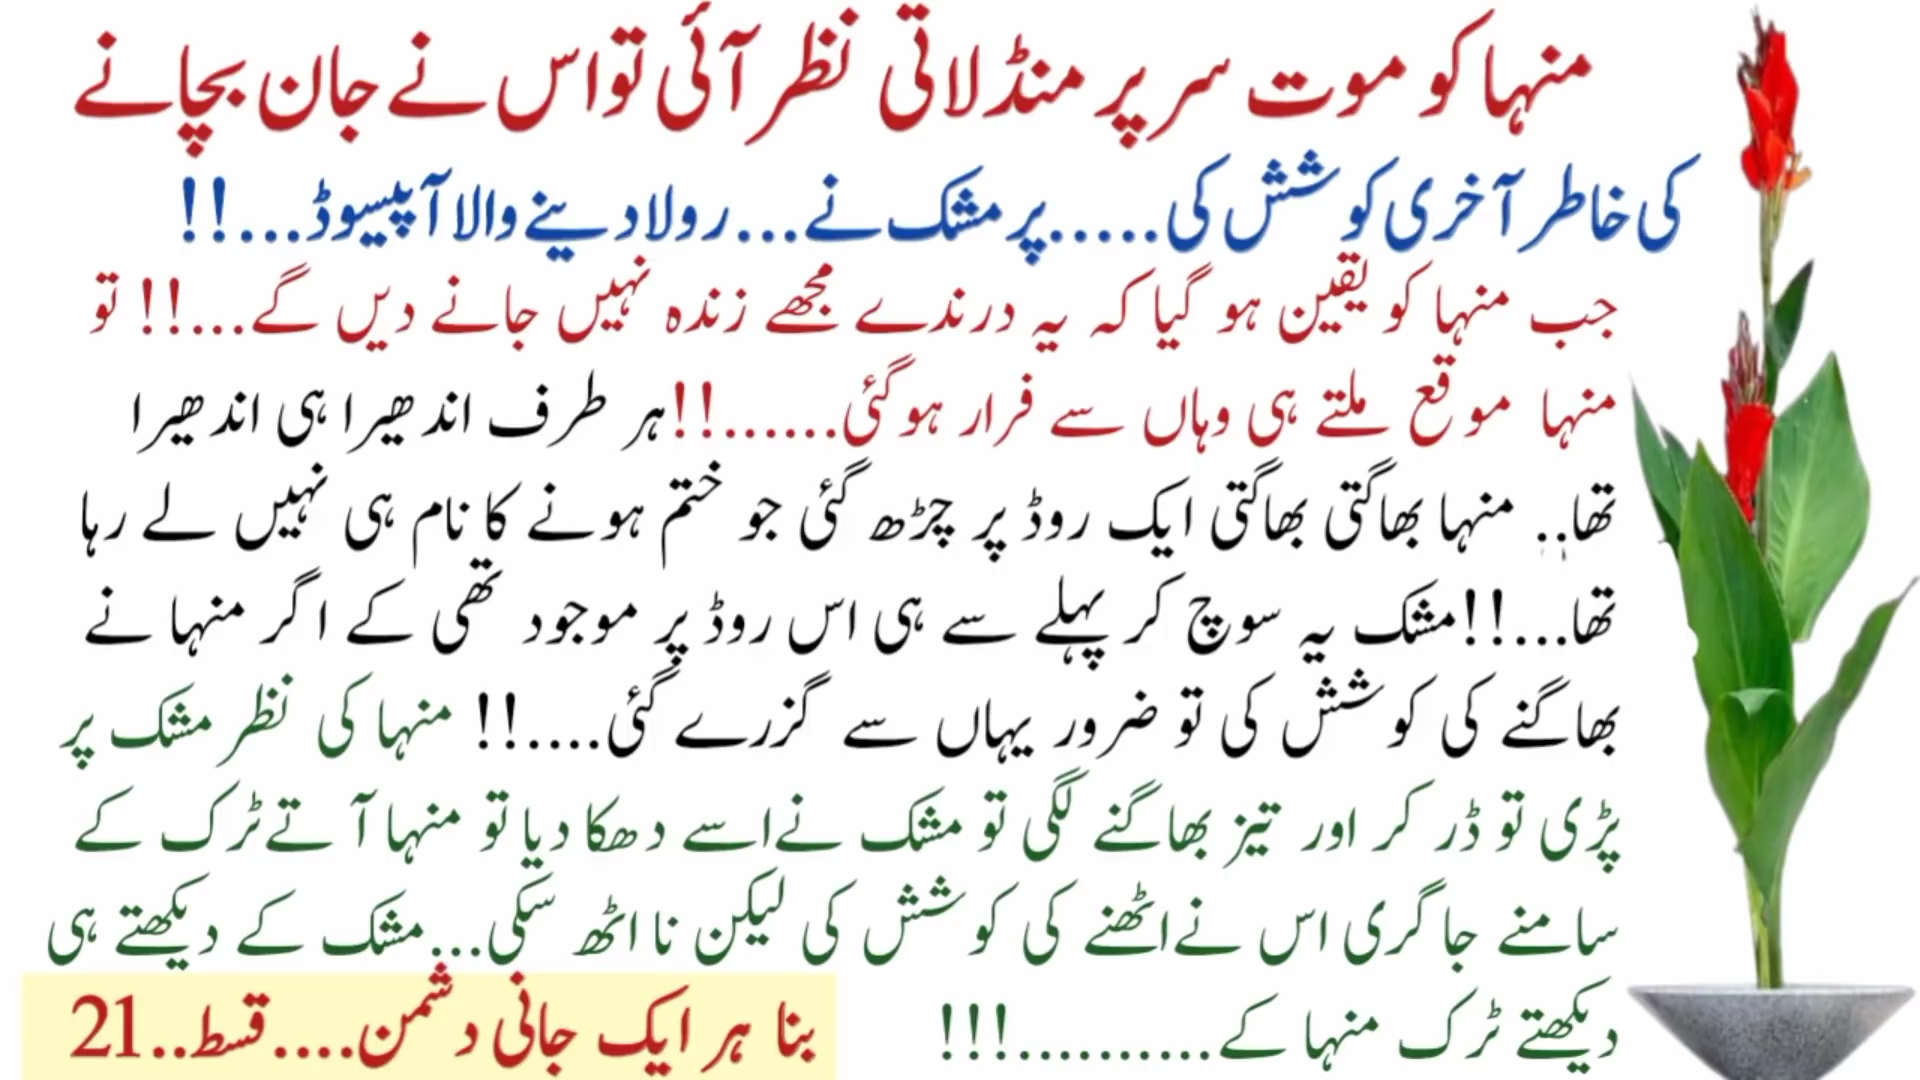 منہا کو موت سر پر منڈلاتی نظر آئی تو اس نے جان بچانے
کی خاطر آخری کوشش کی.....پر مشک نے...رولا دینے والا آپیسوڈ...!!
جب منہا کو یقین ہو گیا کہ یہ درندے مجھے زندہ نہیں جانے دیں گے...!! تو
منہا موقع ملتے ہی وہاں سے فرار ہوگئی......!!ہر طرف اندھیرا ہی اندھیرا
تھا.. منہا بھاگتی بھاگتی ایک روڈ پر چڑھ گئی جو ختم ہونے کا نام ہی نہیں لے رہا
تھا...!!مشک یہ سوچ کر پہلے سے ہی اس روڈ پر موجود تھی کے اگر منہا نے
بھاگنے کی کوشش کی تو ضرور یہاں سے گزرے گئی....!! منہا کی نظر مشک پر
پڑی تو ڈر کر اور تیز بھاگنے لگی تو مشک نے اسے دھکا دیا تو منہا آتے ٹرک کے
سامنے جا گری اس نے اٹھنے کی کوشش کی لیکن نا اٹھ سکی...مشک کے دیکھتے ہی
دیکھتے ٹرک منہا کے..........!!!
بنا ہر ایک جانی دشمن....قسط..21